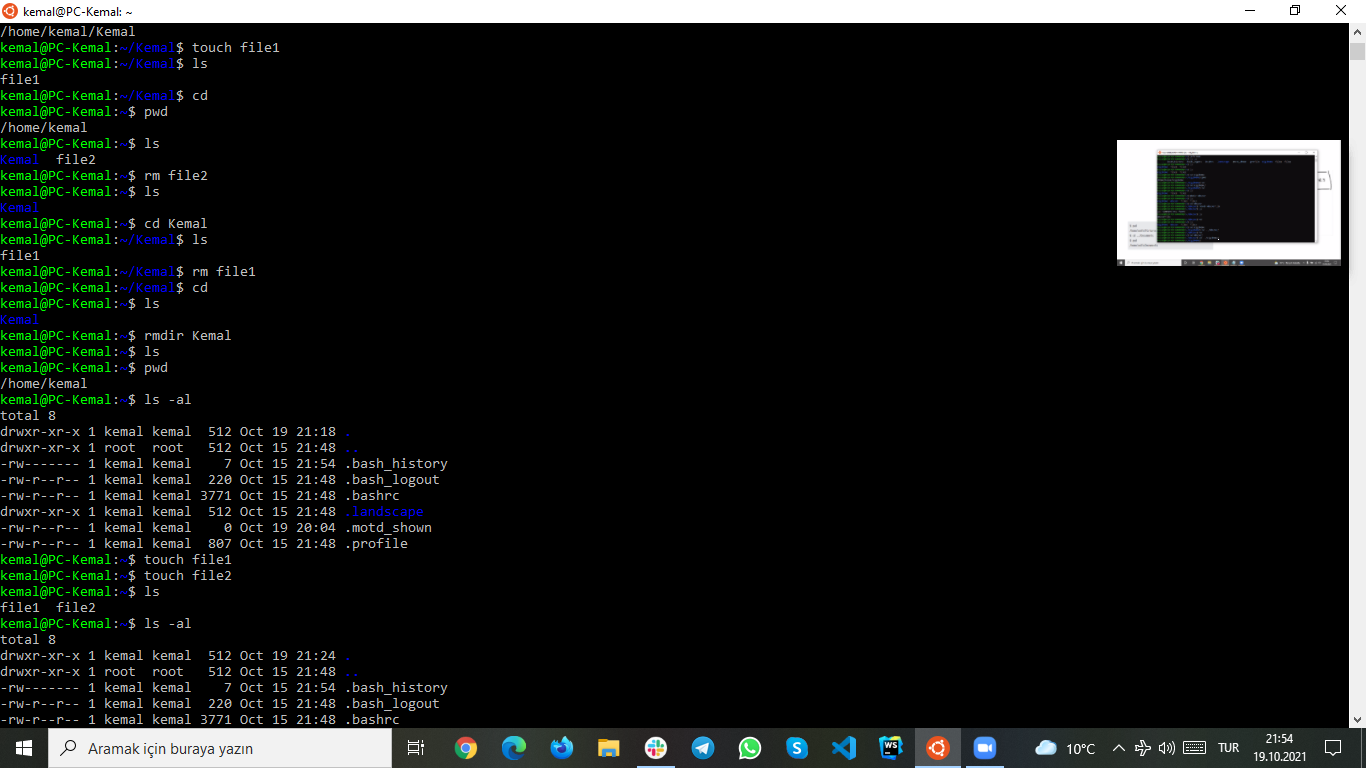 kemal@PC-Kemal: ~
/home/kemal/Kemal
kemal@PC-Kemal:~/Kemal$ touch file1
kemal@PC-Kemal:~/Kemal$ ls
file1
kemal@PC-Kemal:~/Kemal$ cd
kemal@PC-Kemal:~$ pwd
/home/kemal
kemal@PC-Kemal:~$ ls
Kemal  file2
kemal@PC-Kemal:~$ rm file2
kemal@PC-Kemal:~$ ls
Kemal
kemal@PC-Kemal:~$ cd Kemal
kemal@PC-Kemal:~/Kemal$ ls
file1
kemal@PC-Kemal:~/Kemal$ rm file1
kemal@PC-Kemal:~/Kemal$ cd
kemal@PC-Kemal:~$ ls
Kemal
kemal@PC-Kemal:~$ rmdir Kemal
kemal@PC-Kemal:~$ ls
kemal@PC-Kemal:~$ pwd
/home/kemal
kemal@PC-Kemal:~$ ls -al
total 8
drwxr-xr-x 1 kemal kemal  512 Oct 19 21:18 .
drwxr-xr-x 1 root  root   512 Oct 15 21:48 ..
-rw------- 1 kemal kemal    7 Oct 15 21:54 .bash_history
-rw-r--r-- 1 kemal kemal  220 Oct 15 21:48 .bash_logout
-rw-r--r-- 1 kemal kemal 3771 Oct 15 21:48 .bashrc
drwxr-xr-x 1 kemal kemal  512 Oct 15 21:48 .landscape
-rw-r--r-- 1 kemal kemal    0 Oct 19 20:04 .motd_shown
-rw-r--r-- 1 kemal kemal  807 Oct 15 21:48 .profile
kemal@PC-Kemal:~$ touch file1
kemal@PC-Kemal:~$ touch file2
kemal@PC-Kemal:~$ ls
file1  file2
kemal@PC-Kemal:~$ ls -al
total 8
drwxr-xr-x 1 kemal kemal  512 Oct 19 21:24 .
drwxr-xr-x 1 root  root   512 Oct 15 21:48 ..
-rw------- 1 kemal kemal    7 Oct 15 21:54 .bash_history
-rw-r--r-- 1 kemal kemal  220 Oct 15 21:48 .bash_logout
-rw-r--r-- 1 kemal kemal 3771 Oct 15 21:48 .bashrc
Aramak için buraya yazın
WS
10°C
TUR
21:54
19.10.2021